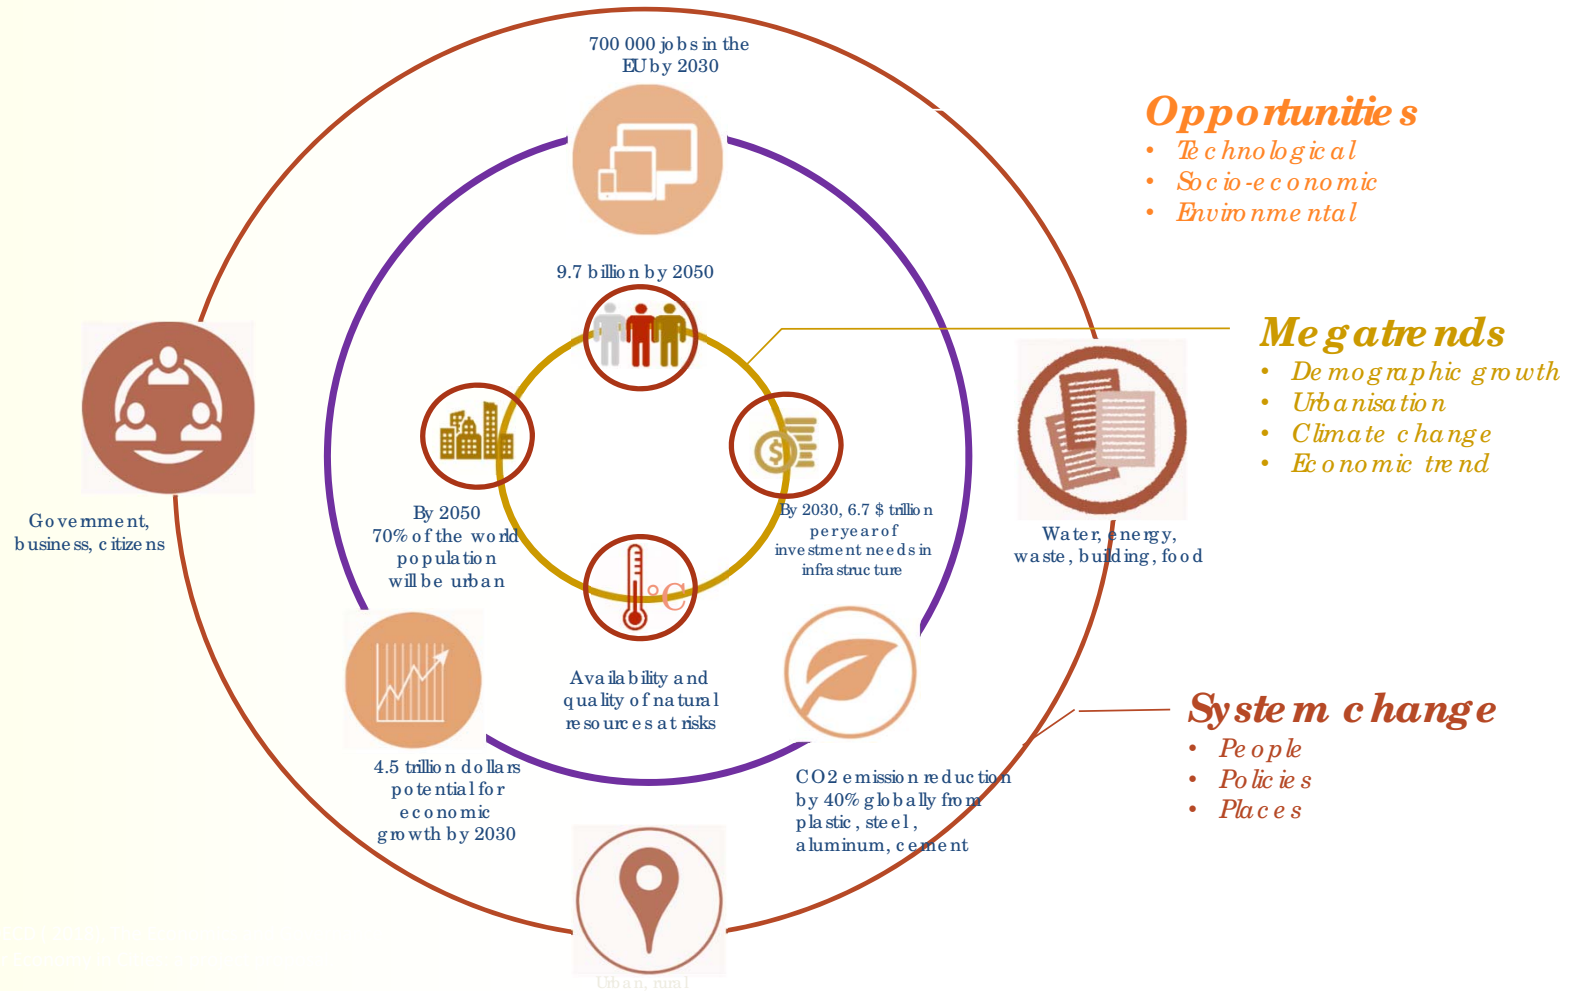 700 000 jobs in the
EU by 2030
Opportunities
• Technological
• Socio-economic
• Environmental
9.7 billion by 2050
Megatrends
• Demographic growth
• Urbanisation
• Climate change
• Economic trend
$
Government,
business, citizens
By 2050
70% of the world
population
will be urban
By 2030, 6.7 $ trillion
per year of
investment needs in
infrastructure
Water, energy,
waste, building, food
°C
Availability and
quality of natural
resources at risks
System change
• People
• Policies
• Places
4.5 trillion dollars
potential for
economic
growth by 2030
CO2 emission reduction
by 40% globally from
plastic, steel,
aluminum, cement
Urban, rural